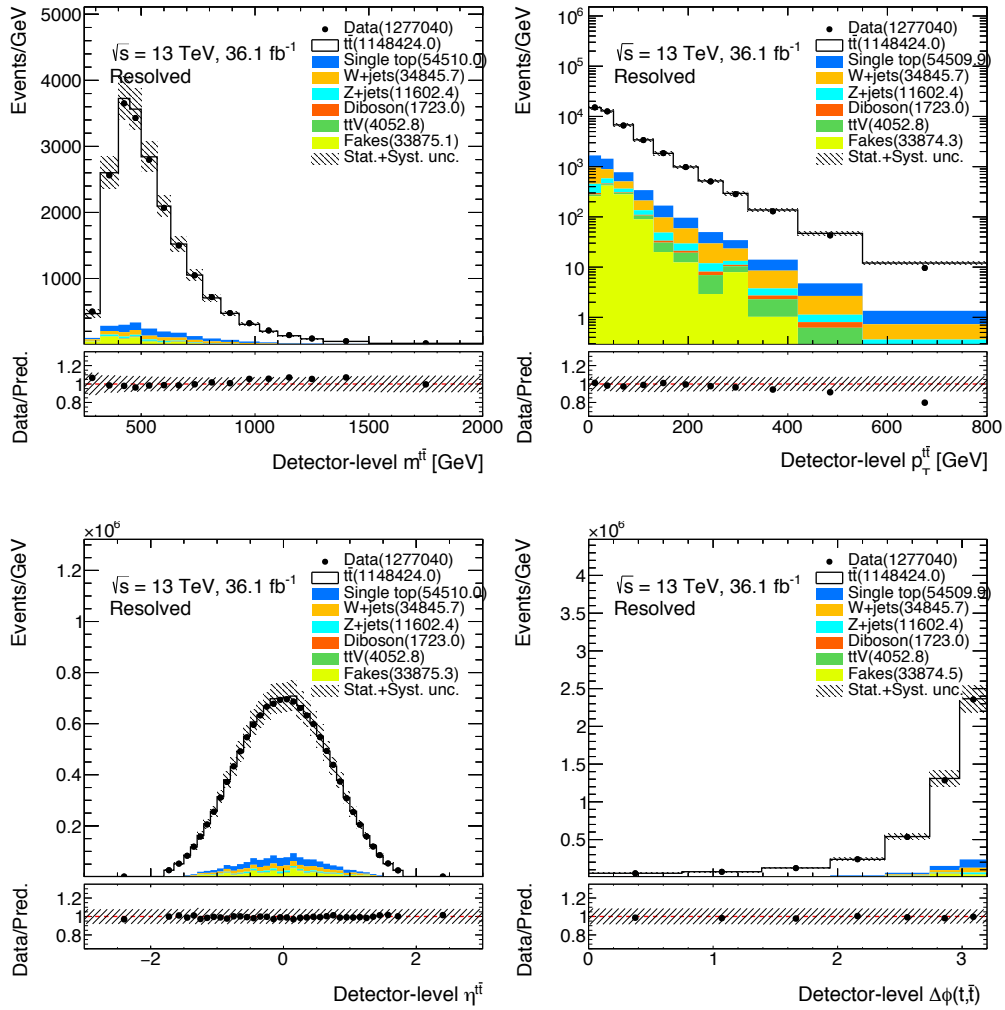 Events/GeV
5000
4000
3000
2000
1000
√s = 13 TeV, 36.1 fb⁻¹
Resolved
Data(1277040)
tt̄(1148424.0)
Single top(54510.0)
W+jets(34845.7)
Z+jets(11602.4)
Diboson(1723.0)
ttV(4052.8)
Fakes(33875.1)
Stat.+Syst. unc.
Data/Pred.
1.2
1
0.8
500 1000 1500 2000
Detector-level m^{tt̄} [GeV]
Events/GeV
10⁶
10⁵
10⁴
10³
10²
10
1
√s = 13 TeV, 36.1 fb⁻¹
Resolved
Data(1277040)
tt̄(1148424.0)
Single top(54509.9)
W+jets(34845.7)
Z+jets(11602.4)
Diboson(1723.0)
ttV(4052.8)
Fakes(33874.3)
Stat.+Syst. unc.
Data/Pred.
1.2
1
0.8
0 200 400 600 800
Detector-level p_T^{tt̄} [GeV]
×10⁶
Events/GeV
1.2
1
0.8
0.6
0.4
0.2
√s = 13 TeV, 36.1 fb⁻¹
Resolved
Data(1277040)
tt̄(1148424.0)
Single top(54510.0)
W+jets(34845.7)
Z+jets(11602.4)
Diboson(1723.0)
ttV(4052.8)
Fakes(33875.3)
Stat.+Syst. unc.
Data/Pred.
1.2
1
0.8
−2 0 2
Detector-level η^{tt̄}
×10⁶
Events/GeV
4
3.5
3
2.5
2
1.5
1
0.5
√s = 13 TeV, 36.1 fb⁻¹
Resolved
Data(1277040)
tt̄(1148424.0)
Single top(54509.9)
W+jets(34845.7)
Z+jets(11602.4)
Diboson(1723.0)
ttV(4052.8)
Fakes(33874.5)
Stat.+Syst. unc.
Data/Pred.
1.2
1
0.8
0 1 2 3
Detector-level Δϕ(t,t̄)